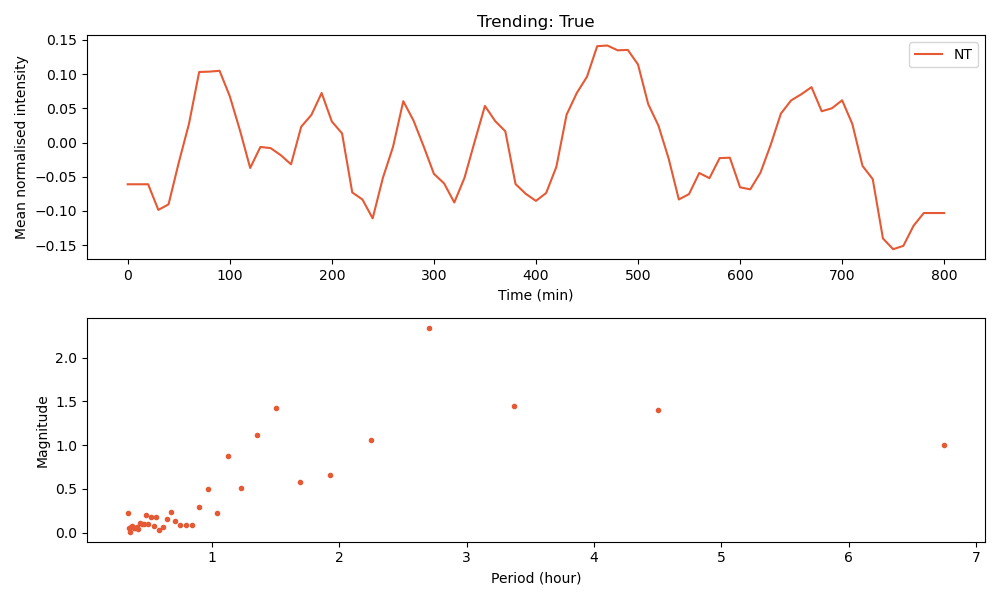 Trending: True
NT
Mean normalised intensity
0.15
0.10
0.05
0.00
−0.05
−0.10
−0.15
0 100 200 300 400 500 600 700 800
Time (min)
Magnitude
2.0
1.5
1.0
0.5
0.0
1 2 3 4 5 6 7
Period (hour)